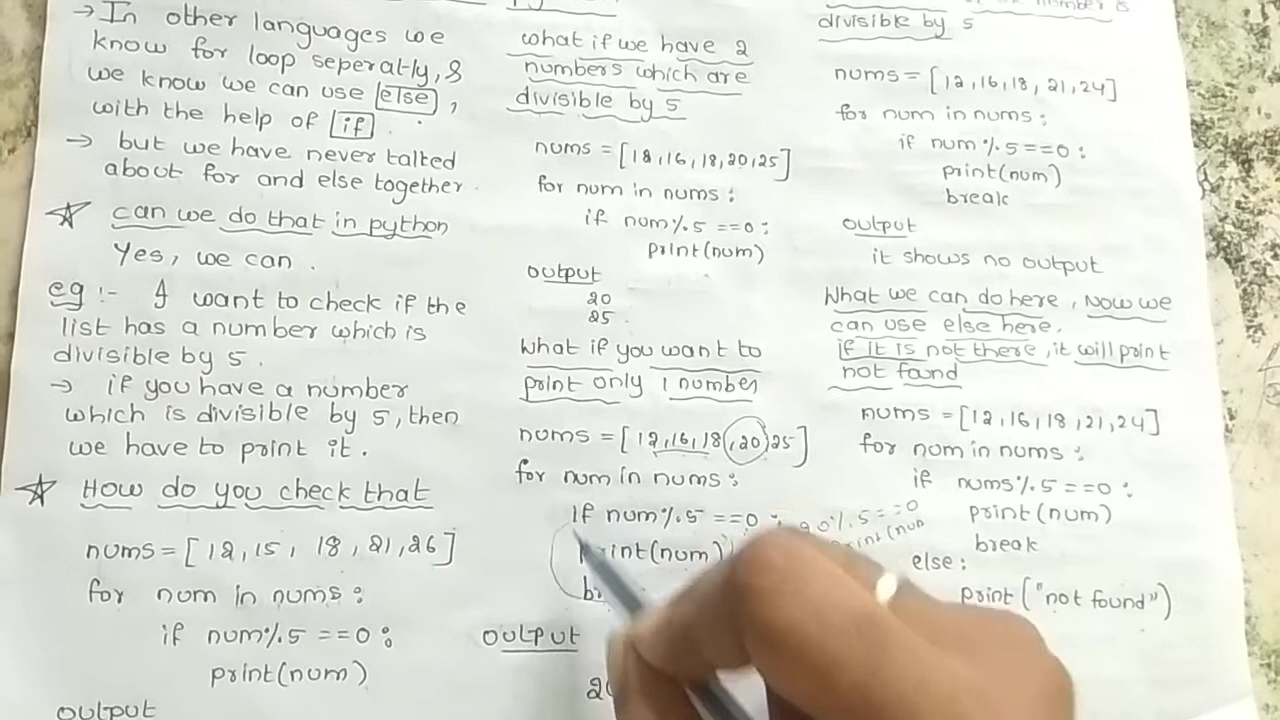 → In other languages we
know for loop seperatly, &
we know we can use else,
with the help of if.
→ but we have never talted
about for and else together.
☆ can we do that in python
Yes, we can.
eg :- I want to check if the
list has a number which is
divisible by 5.
→ if you have a number
which is divisible by 5, then
we have to print it.
☆ How do you check that
nums = [12, 15, 18, 21, 26]
for num in nums:
if num%5 == 0:
print(num)
output
what if we have 2
numbers which are
divisible by 5
nums = [18,16,18,20,25]
for num in nums:
if num%5 == 0:
print(num)
output
20
25
What if you want to
print only 1 number
nums = [12,16,18,20,25]
for num in nums:
If num%5 == 0:
20%5 == 0
print(num)
print(num
output
number is
divisible by 5
nums = [12,16,18,21,24]
for num in nums:
if num%5 == 0:
print(num)
break
output
it shows no output
What we can do here, Now we
can use else here.
if it is not there, it will print
not found
nums = [12,16,18,21,24]
for num in nums:
if nums%5 == 0:
print(num)
break
else:
print("not found")